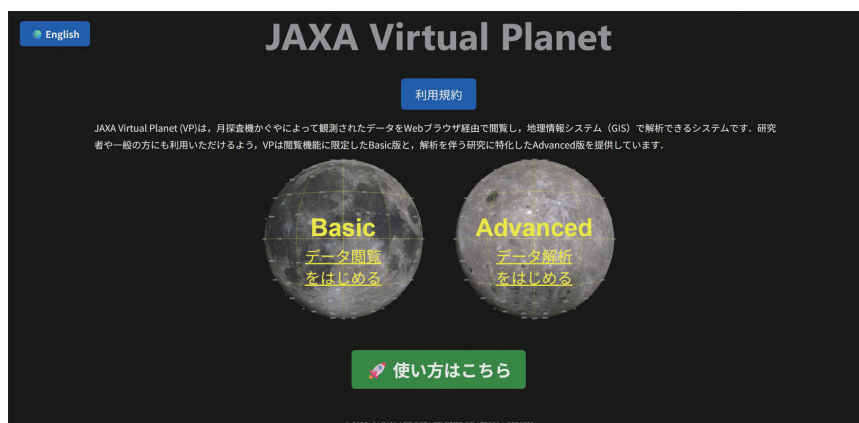 English
JAXA Virtual Planet
利用規約
JAXA Virtual Planet (VP)は，月探査機かぐやによって観測されたデータをWebブラウザ経由で閲覧し，地理情報システム（GIS）で解析できるシステムです．研究
者や一般の方にも利用いただけるよう，VPは閲覧機能に限定したBasic版と，解析を伴う研究に特化したAdvanced版を提供しています．
Basic
データ閲覧
をはじめる
Advanced
データ解析
をはじめる
使い方はこちら